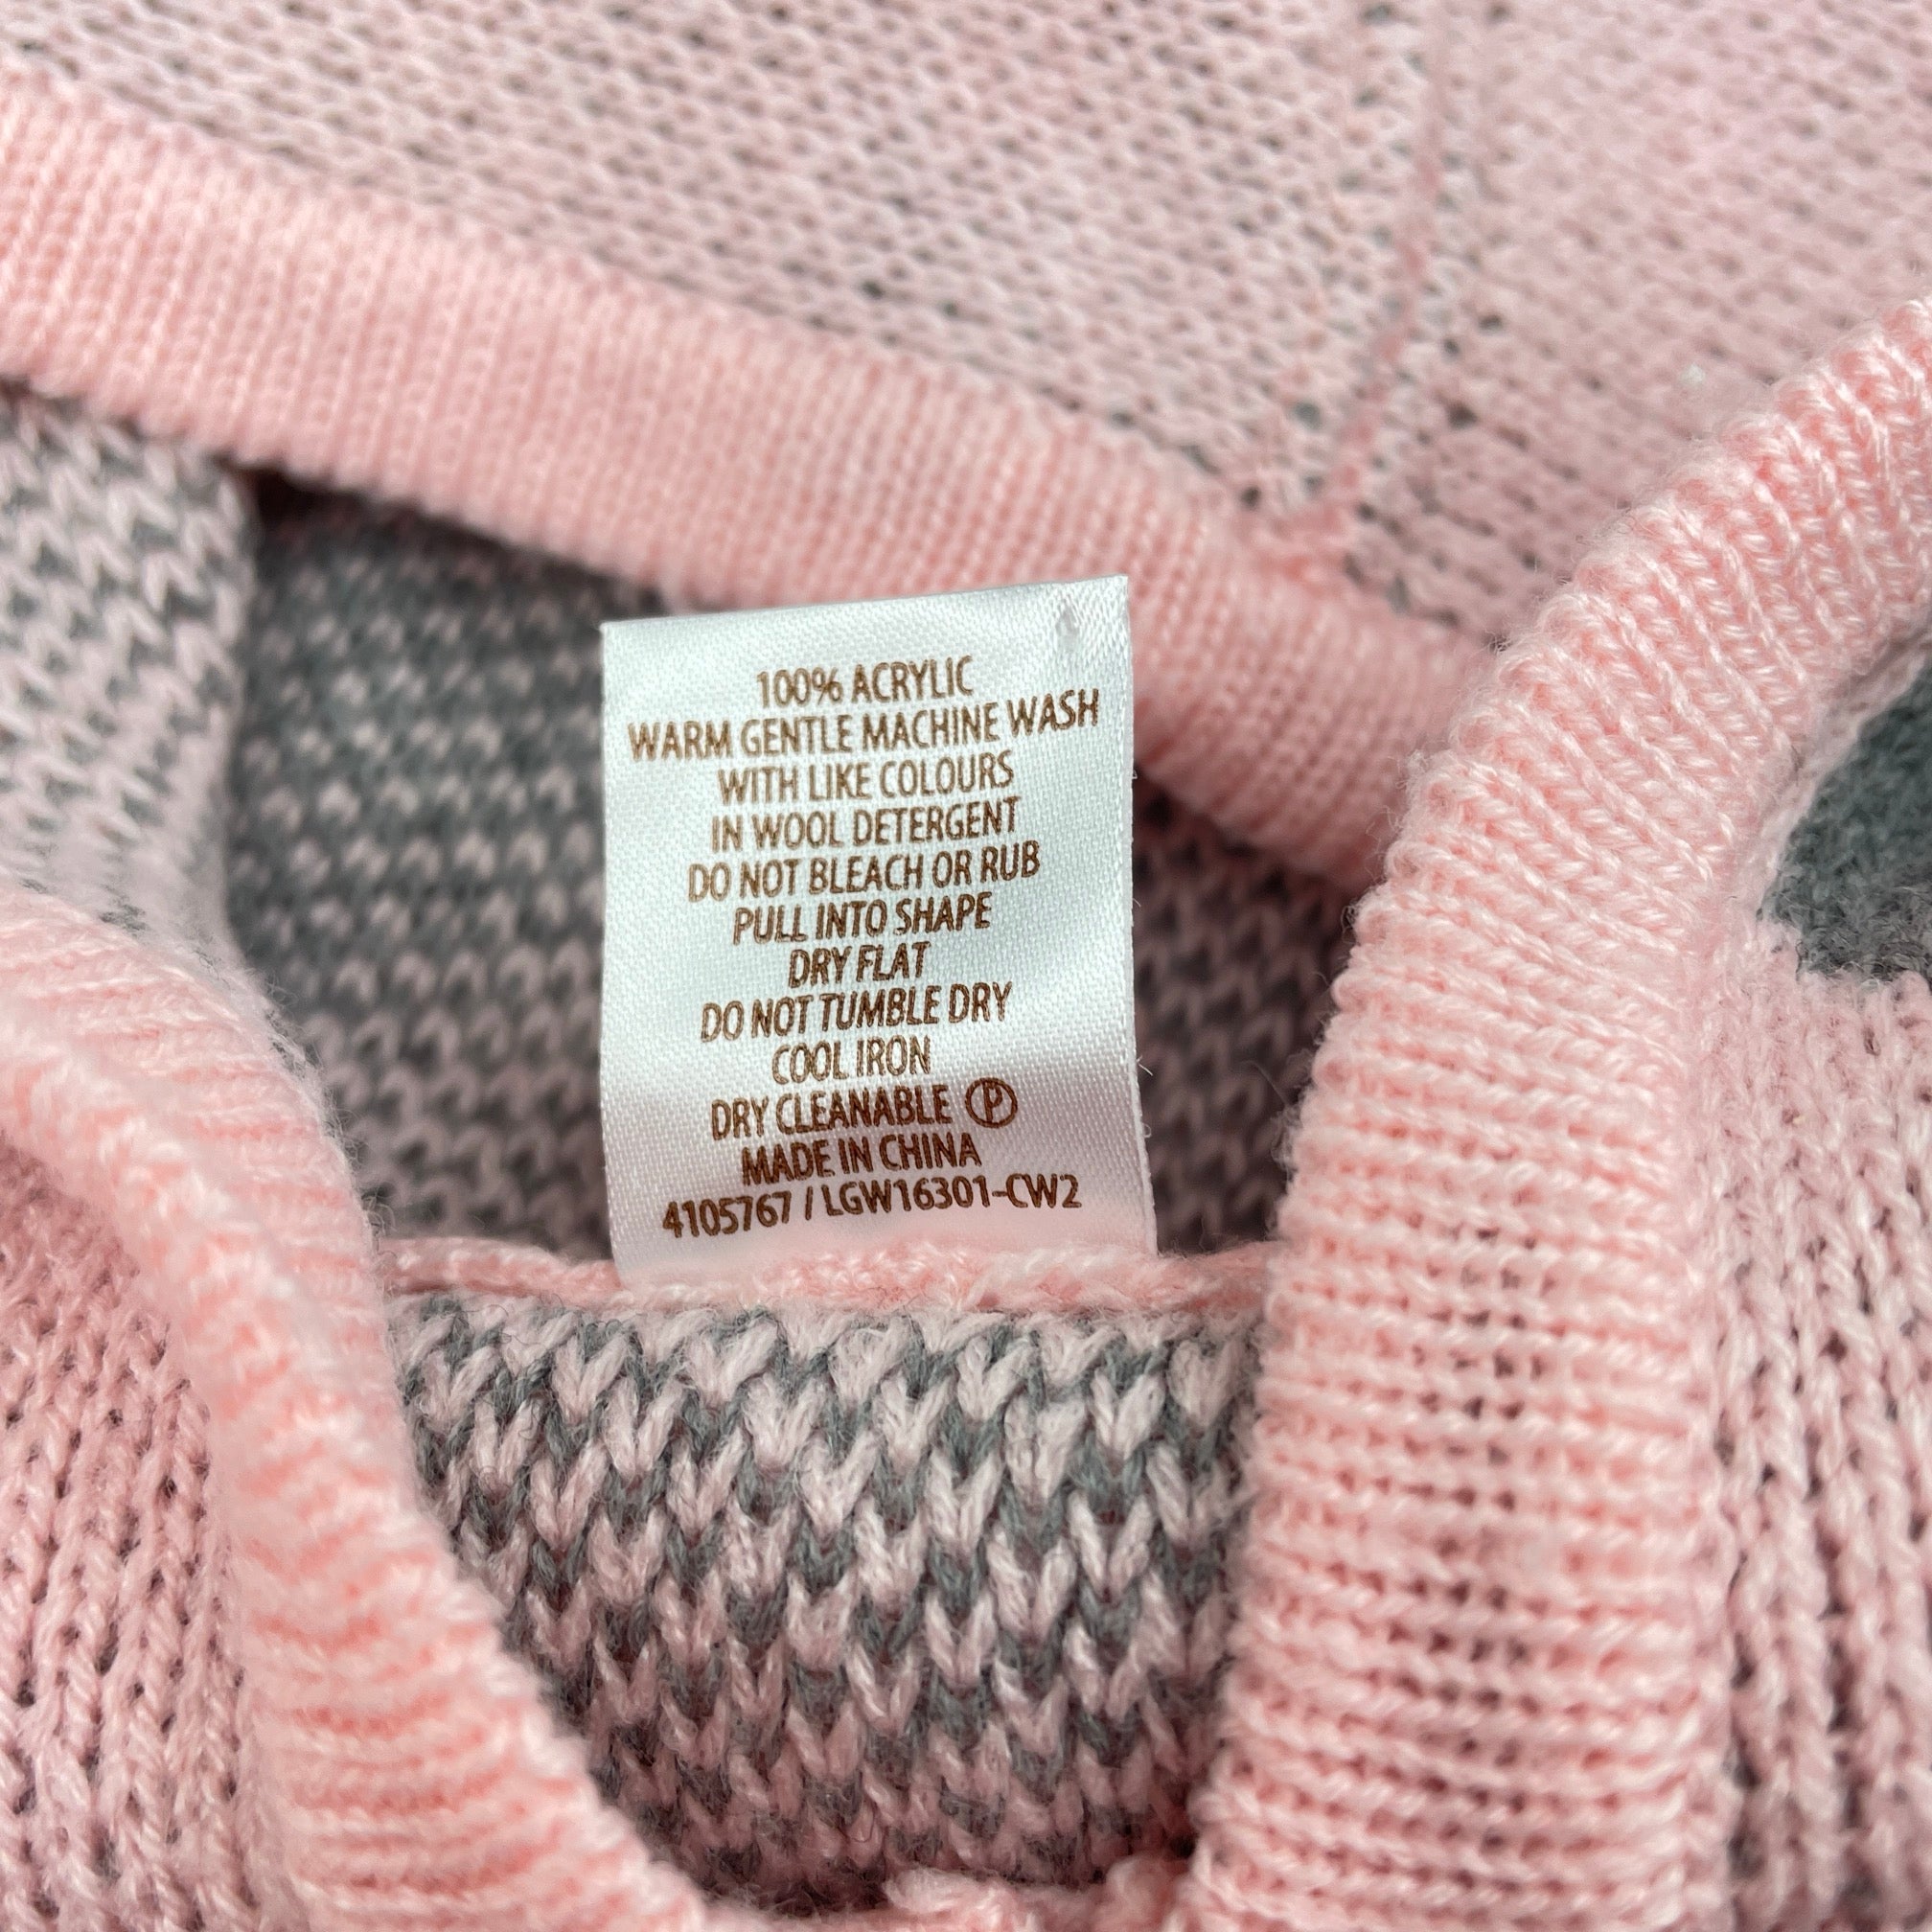 100% ACRYLIC
WARM GENTLE MACHINE WASH
WITH LIKE COLOURS
IN WOOL DETERGENT
DO NOT BLEACH OR RUB
PULL INTO SHAPE
DRY FLAT
DO NOT TUMBLE DRY
COOL IRON
DRY CLEANABLE Ⓟ
MADE IN CHINA
4105767 / LGW16301-CW2